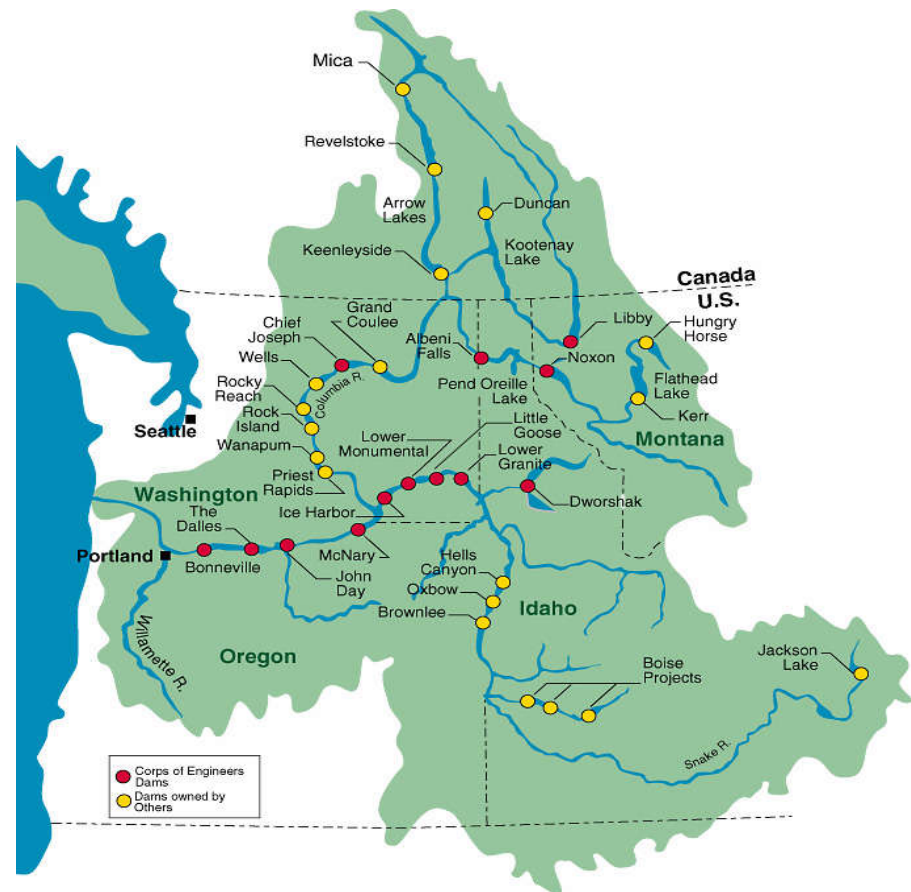 Mica
Revelstoke
Arrow
Lakes
Duncan
Keenleyside
Kootenay
Lake
Canada
U.S.
Grand
Coulee
Chief
Joseph
Albeni
Falls
Libby
Hungry
Horse
Wells
Noxon
Columbia R.
Rocky
Reach
Pend Oreille
Lake
Flathead
Lake
Rock
Island
Kerr
Seattle
Little
Goose
Wanapum
Lower
Monumental
Lower
Granite
Montana
Priest
Rapids
Washington
Ice Harbor
Dworshak
The
Dalles
Portland
Bonneville
McNary
John
Day
Hells
Canyon
Oxbow
Idaho
Brownlee
Willamette R.
Oregon
Boise
Projects
Jackson
Lake
Snake R.
Corps of Engineers
Dams
Dams owned by
Others